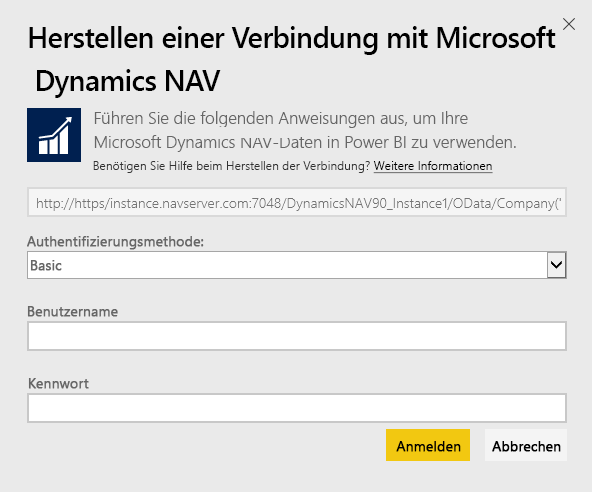 Herstellen einer Verbindung mit Microsoft
Dynamics NAV
Führen Sie die folgenden Anweisungen aus, um Ihre
Microsoft Dynamics NAV-Daten in Power BI zu verwenden.
Benötigen Sie Hilfe beim Herstellen der Verbindung? Weitere Informationen
http://https/instance.navserver.com:7048/DynamicsNAV90_Instance1/OData/Company('
Authentifizierungsmethode:
Basic
Benutzername
Kennwort
Anmelden Abbrechen